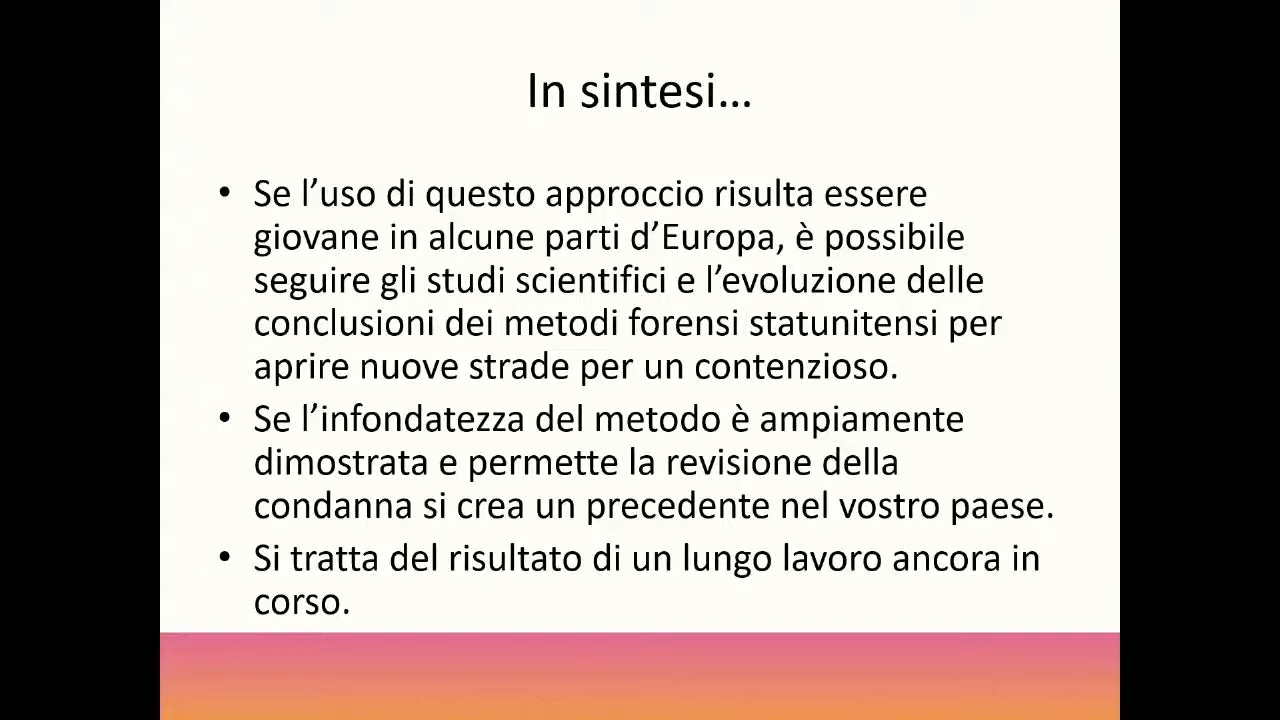 In sintesi…
• Se l’uso di questo approccio risulta essere
giovane in alcune parti d’Europa, è possibile
seguire gli studi scientifici e l’evoluzione delle
conclusioni dei metodi forensi statunitensi per
aprire nuove strade per un contenzioso.
• Se l’infondatezza del metodo è ampiamente
dimostrata e permette la revisione della
condanna si crea un precedente nel vostro paese.
• Si tratta del risultato di un lungo lavoro ancora in
corso.